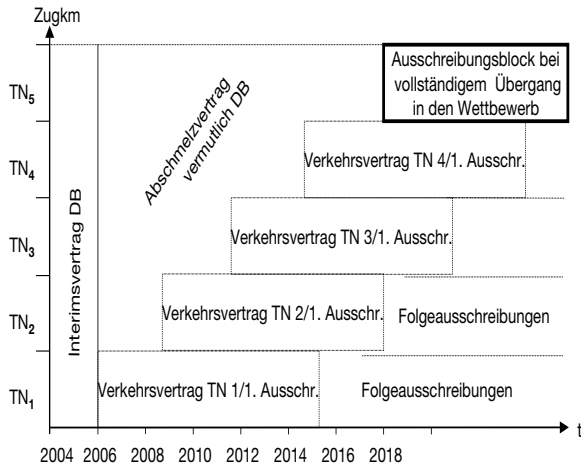 Zugkm
Ausschreibungsblock bei
vollständigem Übergang
in den Wettbewerb
TN5
Abschmelzvertrag
vermutlich DB
TN4
Verkehrsvertrag TN 4/1. Ausschr.
Interimsvertrag DB
TN3
Verkehrsvertrag TN 3/1. Ausschr.
TN2
Verkehrsvertrag TN 2/1. Ausschr.
Folgeausschreibungen
TN1
Verkehrsvertrag TN 1/1. Ausschr.
Folgeausschreibungen
t
2004 2006 2008 2010 2012 2014 2016 2018